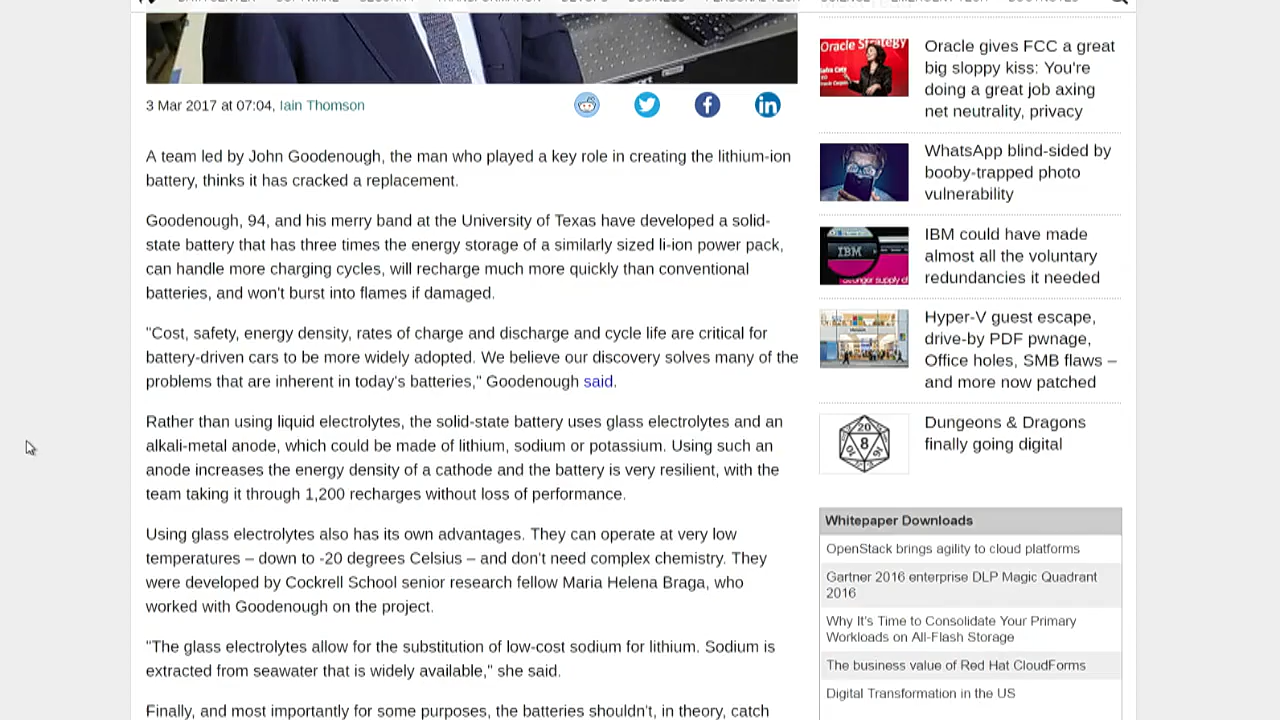 3 Mar 2017 at 07:04, Iain Thomson
A team led by John Goodenough, the man who played a key role in creating the lithium-ion
battery, thinks it has cracked a replacement.
Goodenough, 94, and his merry band at the University of Texas have developed a solid-
state battery that has three times the energy storage of a similarly sized li-ion power pack,
can handle more charging cycles, will recharge much more quickly than conventional
batteries, and won't burst into flames if damaged.
"Cost, safety, energy density, rates of charge and discharge and cycle life are critical for
battery-driven cars to be more widely adopted. We believe our discovery solves many of the
problems that are inherent in today's batteries," Goodenough said.
Rather than using liquid electrolytes, the solid-state battery uses glass electrolytes and an
alkali-metal anode, which could be made of lithium, sodium or potassium. Using such an
anode increases the energy density of a cathode and the battery is very resilient, with the
team taking it through 1,200 recharges without loss of performance.
Using glass electrolytes also has its own advantages. They can operate at very low
temperatures – down to -20 degrees Celsius – and don't need complex chemistry. They
were developed by Cockrell School senior research fellow Maria Helena Braga, who
worked with Goodenough on the project.
"The glass electrolytes allow for the substitution of low-cost sodium for lithium. Sodium is
extracted from seawater that is widely available," she said.
Finally, and most importantly for some purposes, the batteries shouldn't, in theory, catch
Oracle Strategy
Oracle gives FCC a great
big sloppy kiss: You're
doing a great job axing
net neutrality, privacy
WhatsApp blind-sided by
booby-trapped photo
vulnerability
IBM
IBM could have made
almost all the voluntary
redundancies it needed
Hyper-V guest escape,
drive-by PDF pwnage,
Office holes, SMB flaws –
and more now patched
20
8
Dungeons & Dragons
finally going digital
Whitepaper Downloads
OpenStack brings agility to cloud platforms
Gartner 2016 enterprise DLP Magic Quadrant
2016
Why It's Time to Consolidate Your Primary
Workloads on All-Flash Storage
The business value of Red Hat CloudForms
Digital Transformation in the US